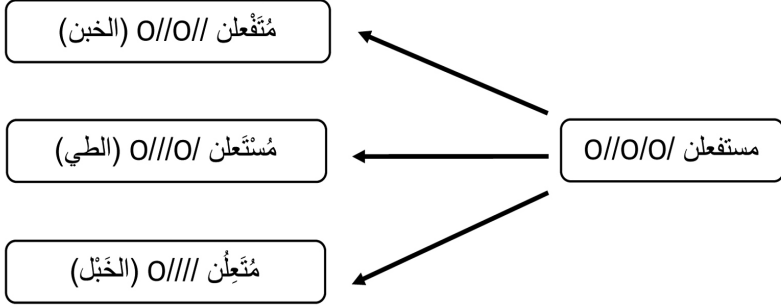 مُتَفْعلن //O//O (الخبن)
مستفعلن /O/O//O
مُسْتَعلن /O///O (الطي)
مُتَعِلُن ////O (الخَبْل)